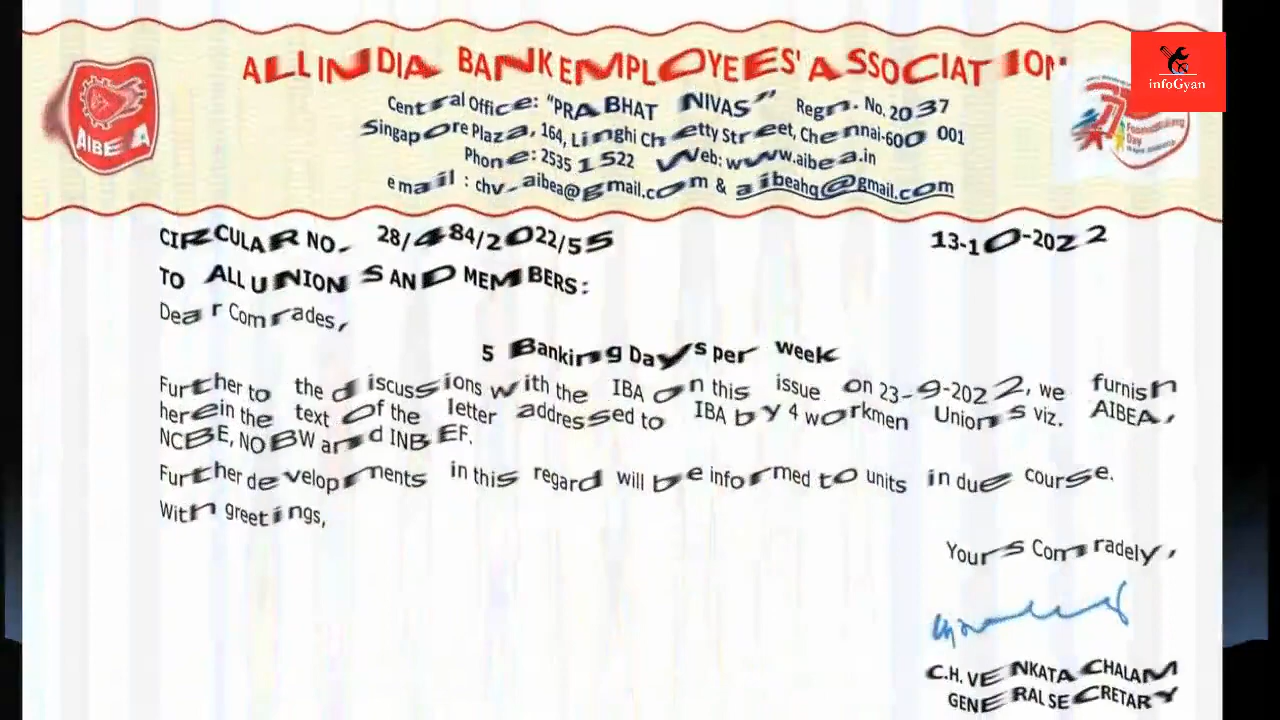 ALL INDIA BANK EMPLOYEES' ASSOCIATION
infoGyan
AIBEA
Central Office: "PRABHAT NIVAS" Regn. No. 2037
Singapore Plaza, 164, Linghi Chetty Street, Chennai-600 001
Phone: 2535 1522 Web: www.aibea.in
e mail : chv_aibea@gmail.com & aibeahq@gmail.com
CIRCULAR NO. 28/484/2022/55 13-10-2022
TO ALL UNIONS AND MEMBERS:
Dear Comrades,
5 Banking Days per week
Further to the discussions with the IBA on this issue on 23-9-2022, we furnish
herein the text of the letter addressed to IBA by 4 workmen Unions viz. AIBEA,
NCBE, NOBW and INBEF.
Further developments in this regard will be informed to units in due course.
With greetings,
Yours Comradely,
C.H. VENKATACHALAM
GENERAL SECRETARY